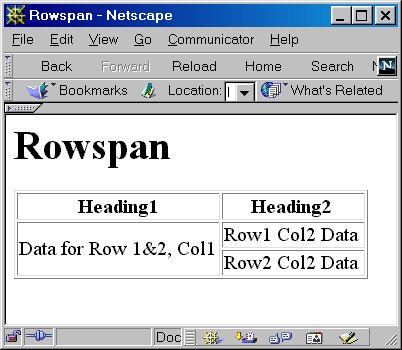 Rowspan - Netscape
File Edit View Go Communicator Help
Back Forward Reload Home Search N
Bookmarks Location: What's Related
Rowspan
Heading1 Heading2
Data for Row 1&2, Col1
Row1 Col2 Data
Row2 Col2 Data
Doc